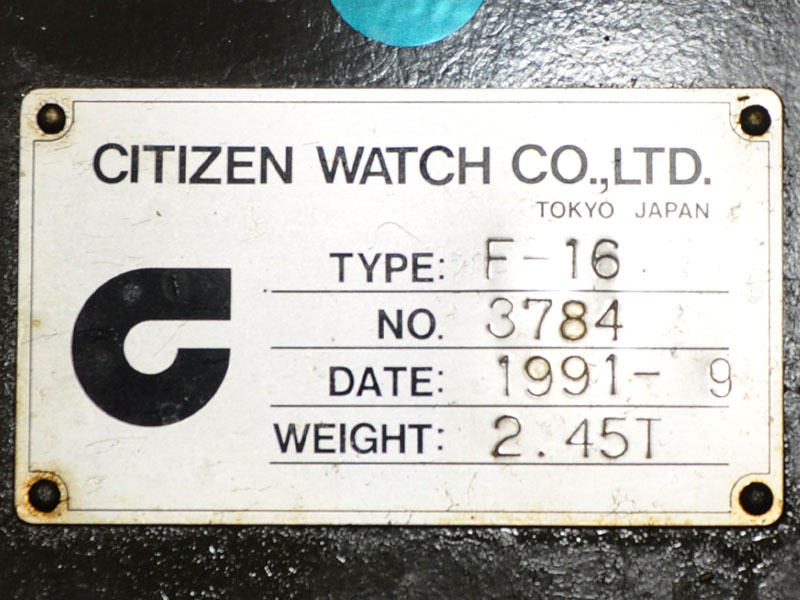 CITIZEN WATCH CO.,LTD.
TOKYO JAPAN
TYPE: F-16
NO. 3784
DATE: 1991- 9
WEIGHT: 2.45T